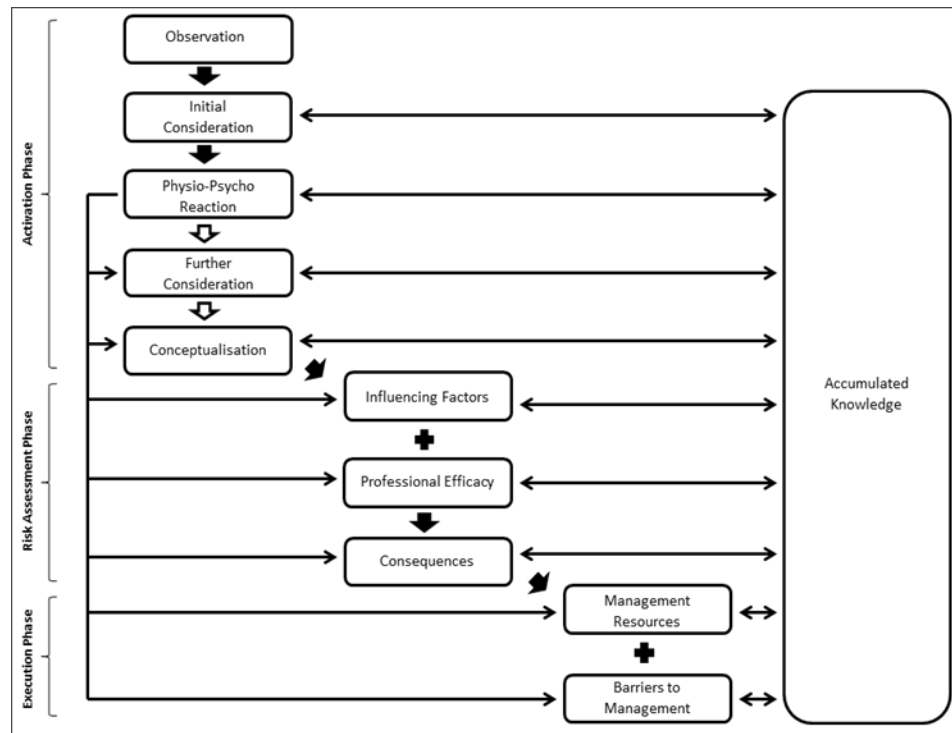 Activation Phase
Observation
Initial
Consideration
Physio-Psycho
Reaction
Further
Consideration
Conceptualisation
Risk Assessment Phase
Influencing Factors
Professional Efficacy
Consequences
Execution Phase
Management
Resources
Barriers to
Management
Accumulated
Knowledge